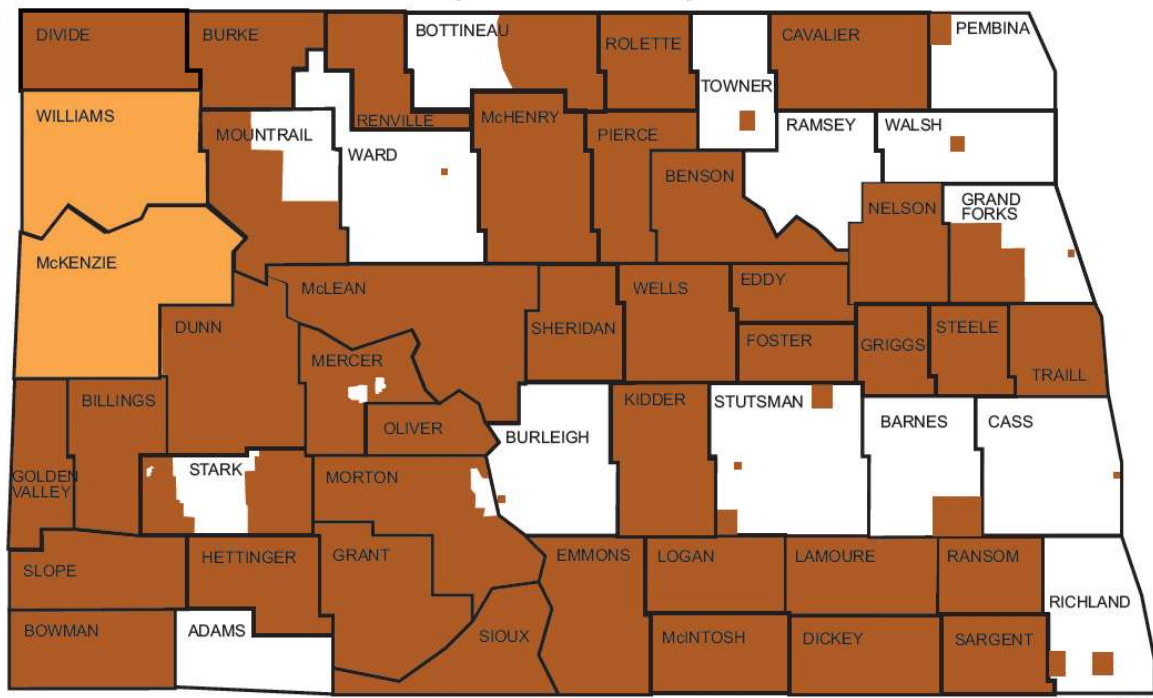 DIVIDE
BURKE
BOTTINEAU
ROLETTE
CAVALIER
PEMBINA
TOWNER
WILLIAMS
MOUNTRAIL
RENVILLE
McHENRY
PIERCE
RAMSEY
WALSH
WARD
BENSON
NELSON
GRAND
FORKS
McKENZIE
McLEAN
WELLS
EDDY
DUNN
SHERIDAN
FOSTER
GRIGGS
STEELE
TRAILL
MERCER
BILLINGS
KIDDER
STUTSMAN
BARNES
CASS
OLIVER
BURLEIGH
GOLDEN
VALLEY
STARK
MORTON
SLOPE
HETTINGER
GRANT
EMMONS
LOGAN
LAMOURE
RANSOM
RICHLAND
BOWMAN
ADAMS
SIOUX
McINTOSH
DICKEY
SARGENT